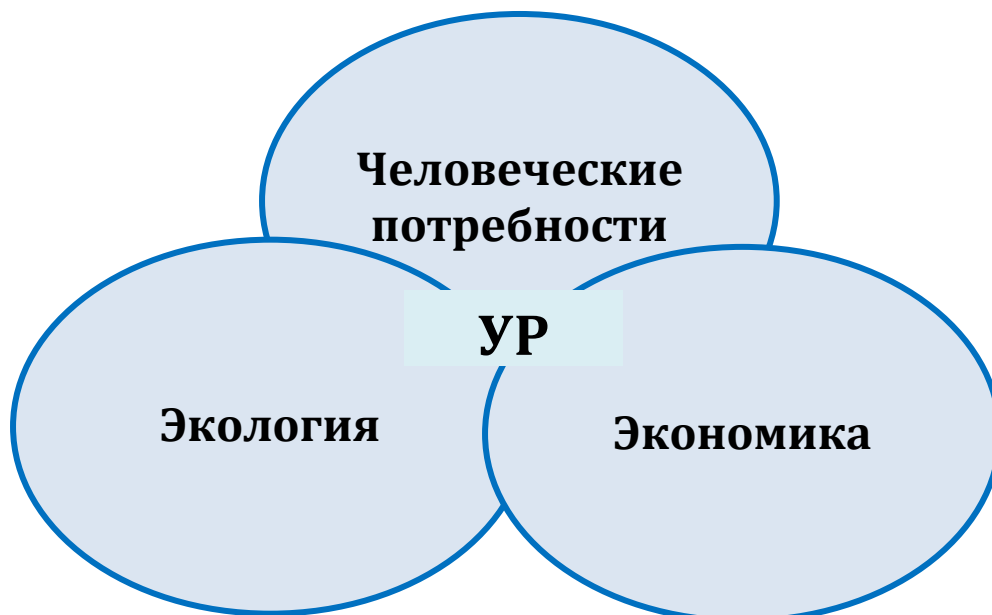 Человеческие
потребности
УР
Экология
Экономика